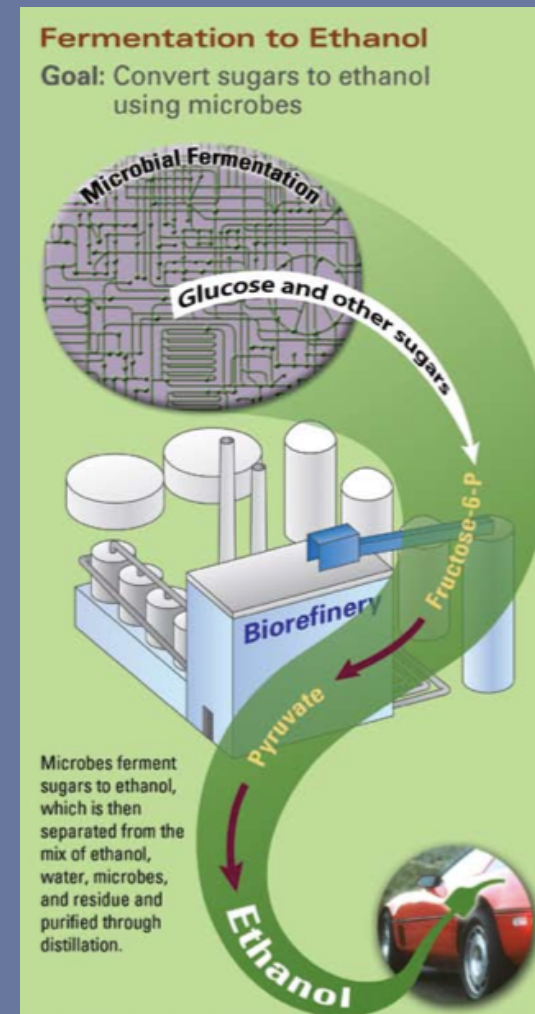 Fermentation to Ethanol
Goal: Convert sugars to ethanol
using microbes
Microbial Fermentation
Glucose and other sugars
Fructose-6-P
Biorefinery
Pyruvate
Microbes ferment
sugars to ethanol,
which is then
separated from the
mix of ethanol,
water, microbes,
and residue and
purified through
distillation.
Ethanol